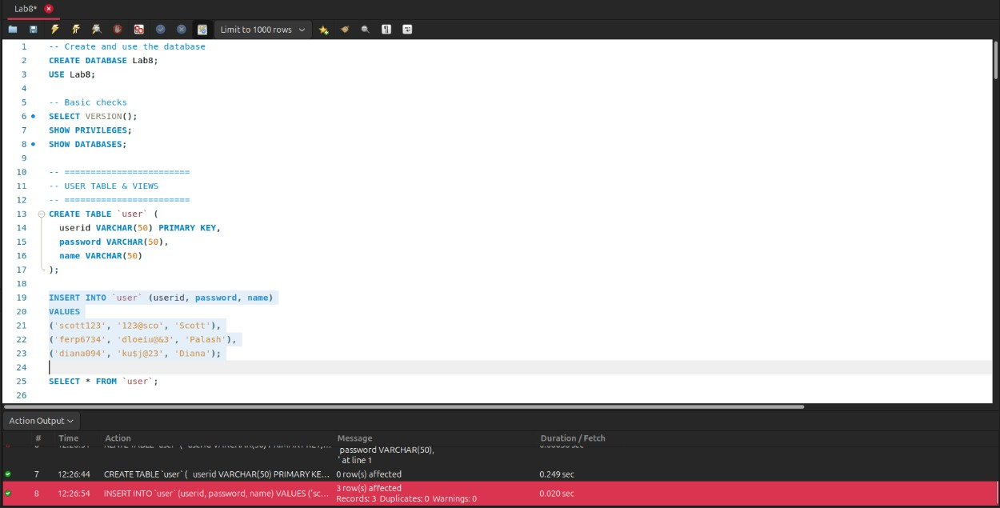 Lab8*
Limit to 1000 rows
1 -- Create and use the database
2 CREATE DATABASE Lab8;
3 USE Lab8;
4
5 -- Basic checks
6 SELECT VERSION();
7 SHOW PRIVILEGES;
8 SHOW DATABASES;
9
10 -- ========================
11 -- USER TABLE & VIEWS
12 -- ========================
13 CREATE TABLE `user` (
14 userid VARCHAR(50) PRIMARY KEY,
15 password VARCHAR(50),
16 name VARCHAR(50)
17 );
18
19 INSERT INTO `user` (userid, password, name)
20 VALUES
21 ('scott123', '123@sco', 'Scott'),
22 ('ferp6734', 'dloeiu@&3', 'Palash'),
23 ('diana094', 'ku$j@23', 'Diana');
24
25 SELECT * FROM `user`;
26
Action Output
# Time Action Message Duration / Fetch
password VARCHAR(50),
' at line 1
7 12:26:44 CREATE TABLE `user` ( userid VARCHAR(50) PRIMARY KE... 0 row(s) affected 0.249 sec
8 12:26:54 INSERT INTO `user` (userid, password, name) VALUES ('sc... 3 row(s) affected 0.020 sec
Records: 3 Duplicates: 0 Warnings: 0